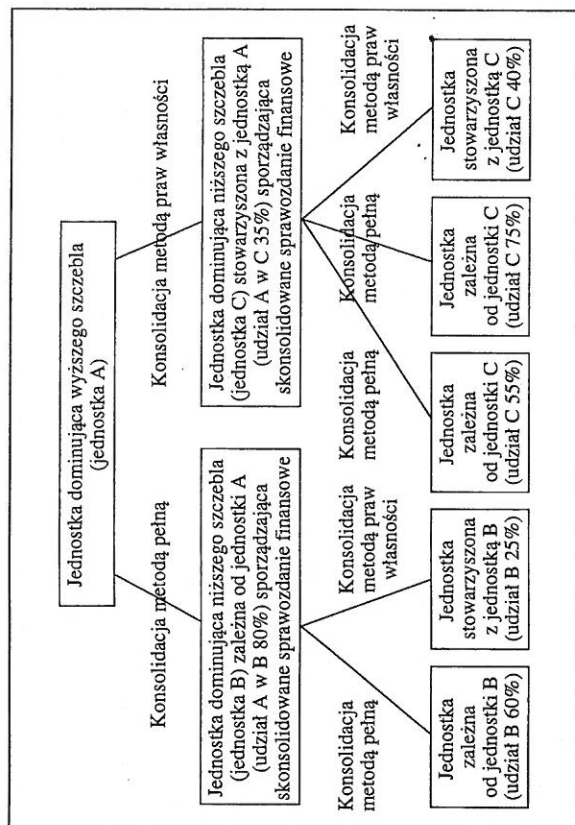 Jednostka dominująca wyższego szczebla
(jednostka A)
Konsolidacja metodą pełną
Konsolidacja metodą praw własności
Jednostka dominująca niższego szczebla
(jednostka B) zależna od jednostki A
(udział A w B 80%) sporządzająca
skonsolidowane sprawozdanie finansowe
Jednostka dominująca niższego szczebla
(jednostka C) stowarzyszona z jednostką A
(udział A w C 35%) sporządzająca
skonsolidowane sprawozdanie finansowe
Konsolidacja
metodą pełną
Konsolidacja
metodą praw
własności
Konsolidacja
metodą pełną
Konsolidacja
metodą pełną
Konsolidacja
metodą praw
własności
Jednostka
zależna
od jednostki B
(udział B 60%)
Jednostka
stowarzyszona
z jednostką B
(udział B 25%)
Jednostka
zależna
od jednostki C
(udział C 55%)
Jednostka
zależna
od jednostki C
(udział C 75%)
Jednostka
stowarzyszona
z jednostką C
(udział C 40%)